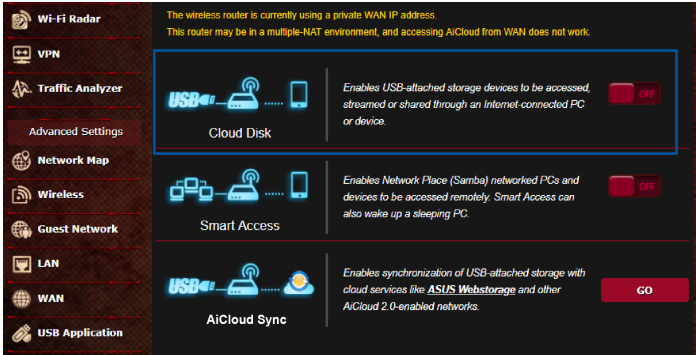 Wi-Fi Radar
VPN
Traffic Analyzer
Advanced Settings
Network Map
Wireless
Guest Network
LAN
WAN
USB Application
The wireless router is currently using a private WAN IP address.
This router may be in a multiple-NAT environment, and accessing AiCloud from WAN does not work.
USB
Cloud Disk
Enables USB-attached storage devices to be accessed,
streamed or shared through an Internet-connected PC
or device.
OFF
Smart Access
Enables Network Place (Samba) networked PCs and
devices to be accessed remotely. Smart Access can
also wake up a sleeping PC.
OFF
USB
AiCloud Sync
Enables synchronization of USB-attached storage with
cloud services like ASUS Webstorage and other
AiCloud 2.0-enabled networks.
GO